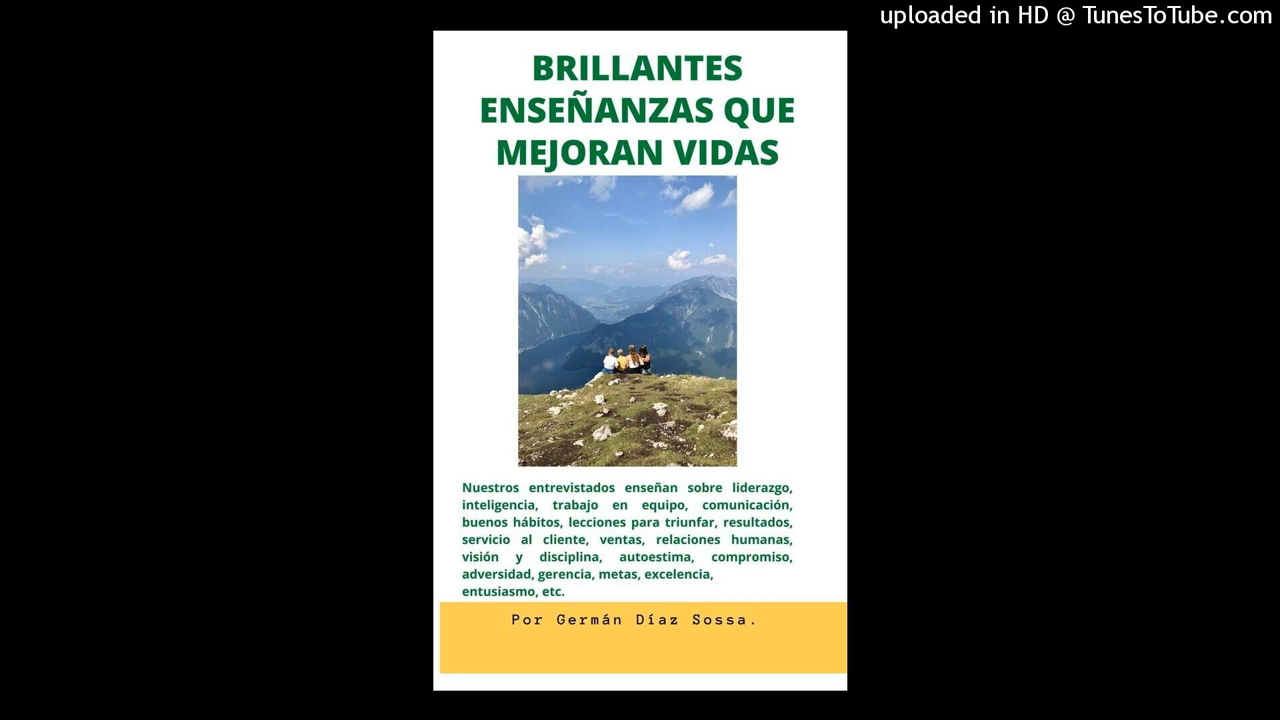 uploaded in HD @ TunesToTube.com
BRILLANTES
ENSEÑANZAS QUE
MEJORAN VIDAS
Nuestros entrevistados enseñan sobre liderazgo,
inteligencia, trabajo en equipo, comunicación,
buenos hábitos, lecciones para triunfar, resultados,
servicio al cliente, ventas, relaciones humanas,
visión y disciplina, autoestima, compromiso,
adversidad, gerencia, metas, excelencia,
entusiasmo, etc.
Por Germán Díaz Sossa.